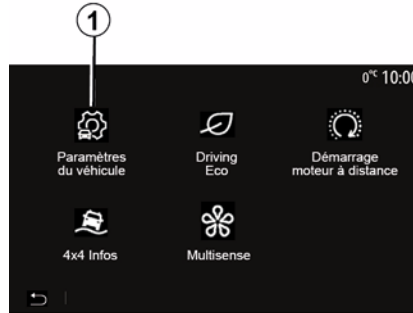 1
0°C 10:00
Paramètres
du véhicule
Driving
Eco
Démarrage
moteur à distance
4x4 Infos
Multisense